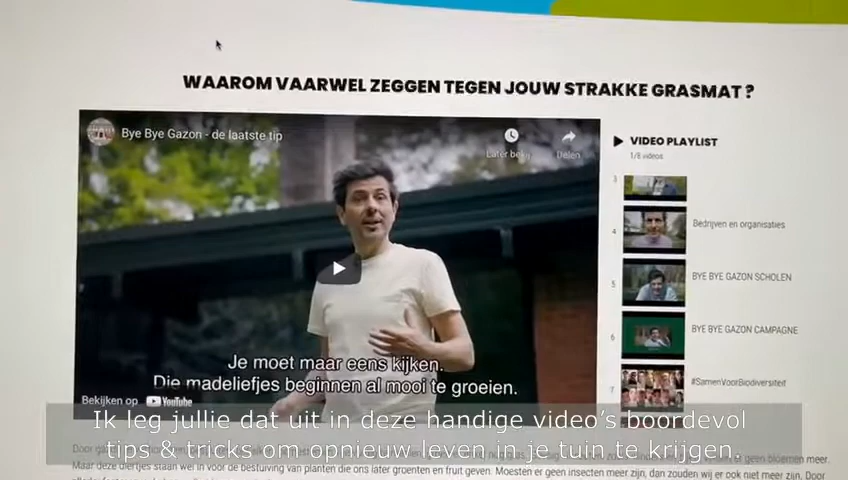 WAAROM VAARWEL ZEGGEN TEGEN JOUW STRAKKE GRASMAT ?
Bye Bye Gazon - de laatste tip
Later
Delen
VIDEO PLAYLIST
1/8 videos
3
4
Bedrijven en organisaties
5
BYE BYE GAZON SCHOLEN
6
BYE BYE GAZON CAMPAGNE
7
#SamenVoorBiodiversiteit
Je moet maar eens kijken.
Die madeliefjes beginnen al mooi te groeien.
Bekijken op YouTube
Ik leg jullie dat uit in deze handige video's boordevol
tips & tricks om opnieuw leven in je tuin te krijgen.
geen bloemen meer.
Maar deze diertjes staan wel in voor de bestuiving van planten die ons later groenten en fruit geven. Moesten er geen insecten meer zijn, dan zouden wij er ook niet meer zijn. Door